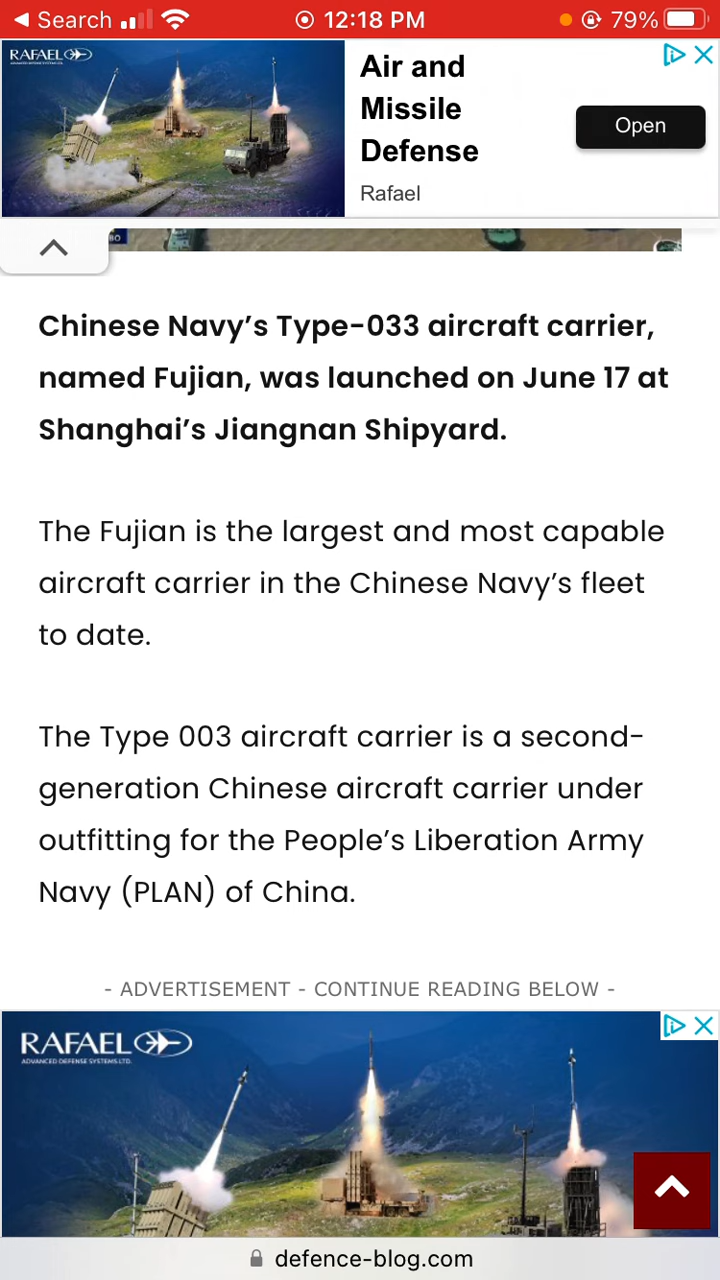 Search
12:18 PM
79%
RAFAEL
ADVANCED DEFENSE SYSTEMS LTD.
Air and
Missile
Defense
Rafael
Open
Chinese Navy’s Type-033 aircraft carrier,
named Fujian, was launched on June 17 at
Shanghai’s Jiangnan Shipyard.
The Fujian is the largest and most capable
aircraft carrier in the Chinese Navy’s fleet
to date.
The Type 003 aircraft carrier is a second-
generation Chinese aircraft carrier under
outfitting for the People’s Liberation Army
Navy (PLAN) of China.
- ADVERTISEMENT - CONTINUE READING BELOW -
RAFAEL
ADVANCED DEFENSE SYSTEMS LTD.
defence-blog.com